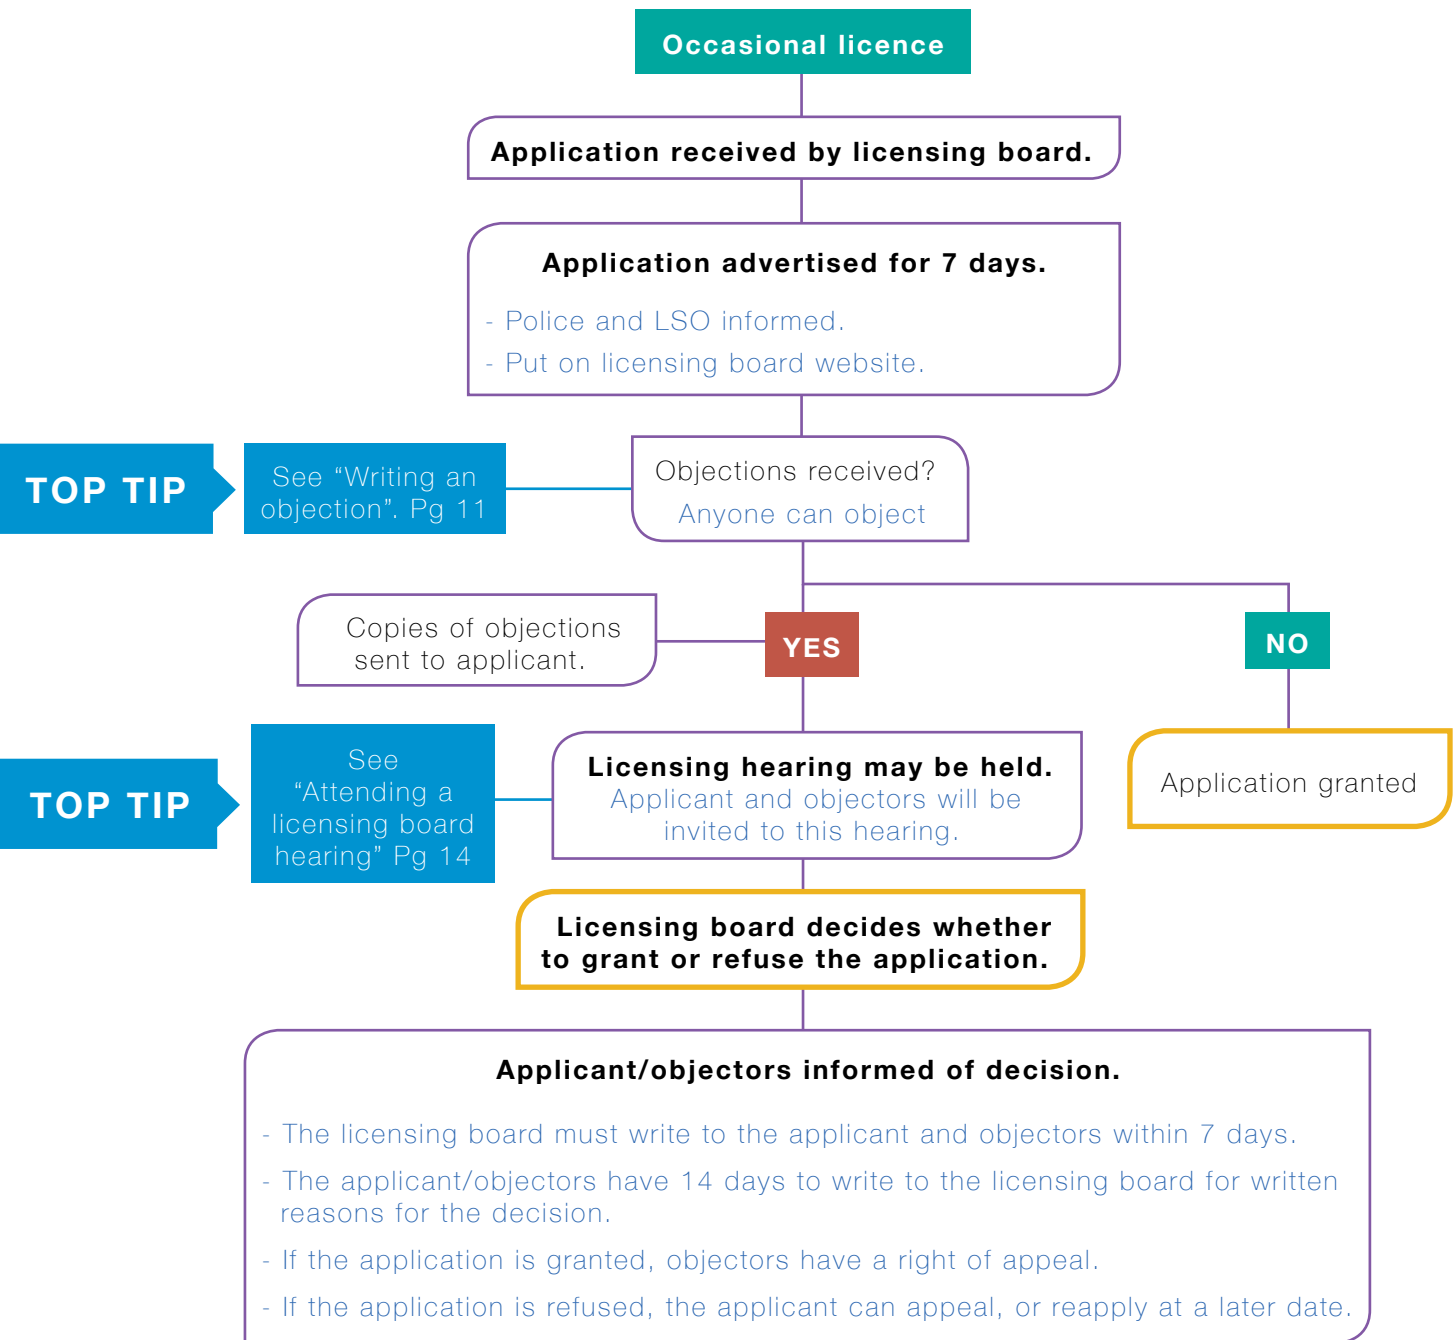 Occasional licence
Application received by licensing board.
Application advertised for 7 days.
- Police and LSO informed.
- Put on licensing board website.
TOP TIP
See “Writing an
objection”. Pg 11
Objections received?
Anyone can object
Copies of objections
sent to applicant.
YES
NO
TOP TIP
See
“Attending a
licensing board
hearing” Pg 14
Licensing hearing may be held.
Applicant and objectors will be
invited to this hearing.
Application granted
Licensing board decides whether
to grant or refuse the application.
Applicant/objectors informed of decision.
- The licensing board must write to the applicant and objectors within 7 days.
- The applicant/objectors have 14 days to write to the licensing board for written
reasons for the decision.
- If the application is granted, objectors have a right of appeal.
- If the application is refused, the applicant can appeal, or reapply at a later date.